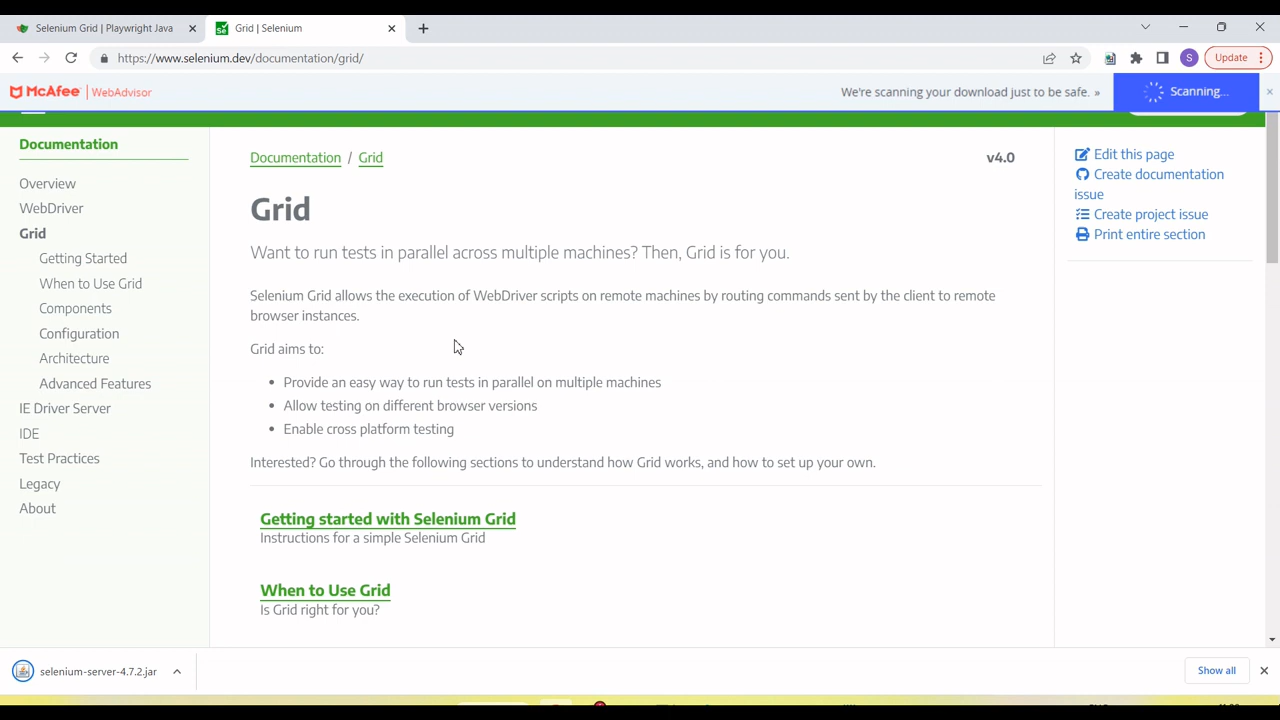 Selenium Grid | Playwright Java
Grid | Selenium
https://www.selenium.dev/documentation/grid/
S
Update
McAfee | WebAdvisor
We're scanning your download just to be safe. »
Scanning...
Documentation
Overview
WebDriver
Grid
Getting Started
When to Use Grid
Components
Configuration
Architecture
Advanced Features
IE Driver Server
IDE
Test Practices
Legacy
About
Documentation / Grid
v4.0
Grid
Want to run tests in parallel across multiple machines? Then, Grid is for you.
Selenium Grid allows the execution of WebDriver scripts on remote machines by routing commands sent by the client to remote
browser instances.
Grid aims to:
• Provide an easy way to run tests in parallel on multiple machines
• Allow testing on different browser versions
• Enable cross platform testing
Interested? Go through the following sections to understand how Grid works, and how to set up your own.
Getting started with Selenium Grid
Instructions for a simple Selenium Grid
When to Use Grid
Is Grid right for you?
Edit this page
Create documentation
issue
Create project issue
Print entire section
selenium-server-4.7.2.jar
Show all